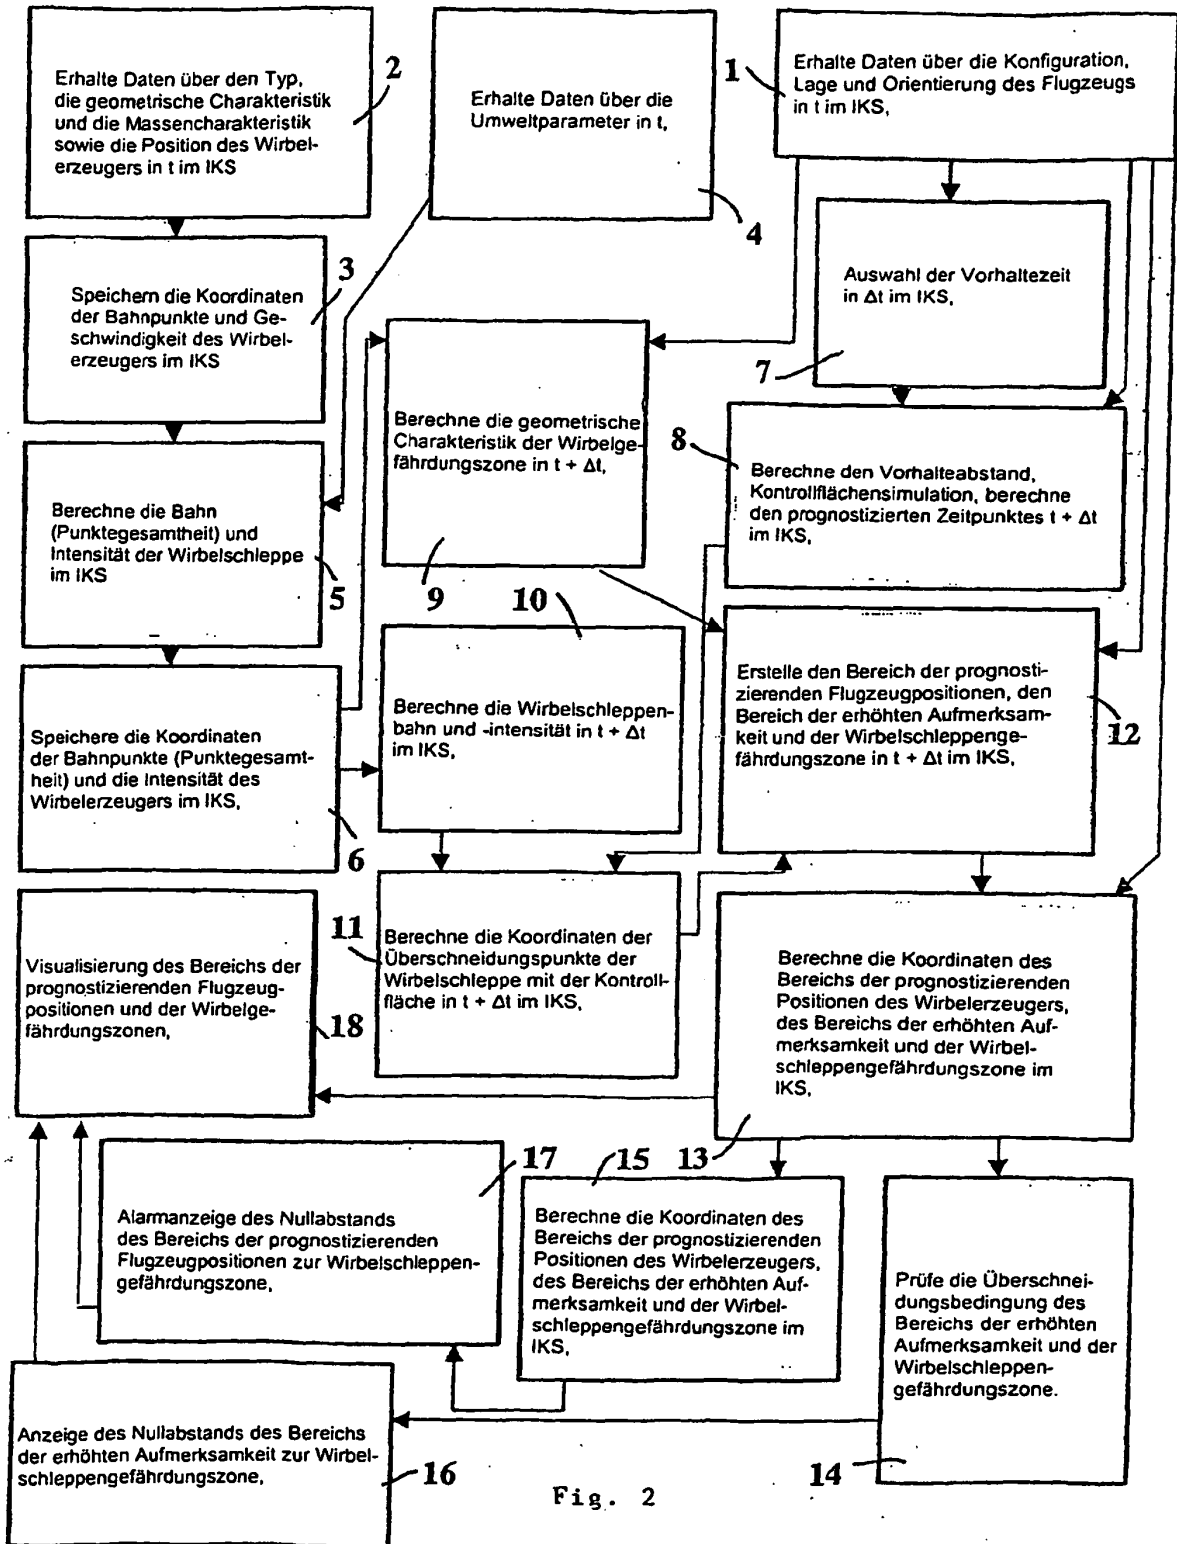 Erhalte Daten über den Typ,
die geometrische Charakteristik
und die Massencharakteristik
sowie die Position des Wirbel-
erzeugers in t im IKS
2
Erhalte Daten über die
Umweltparameter in t,
4
1
Erhalte Daten über die Konfiguration,
Lage und Orientierung des Flugzeugs
in t im IKS,
3
Speichern die Koordinaten
der Bahnpunkte und Ge-
schwindigkeit des Wirbel-
erzeugers im IKS
Auswahl der Vorhaltezeit
in Δt im IKS,
7
Berechne die geometrische
Charakteristik der Wirbelge-
fährdungszone in t + Δt,
9
8
Berechne den Vorhalteabstand,
Kontrollflächensimulation, berechne
den prognostizierten Zeitpunktes t + Δt
im IKS,
Berechne die Bahn
(Punktegesamtheit) und
Intensität der Wirbelschleppe
im IKS
5
10
Berechne die Wirbelschleppen-
bahn und -intensität in t + Δt
im IKS,
Erstelle den Bereich der prognosti-
zierenden Flugzeugpositionen, den
Bereich der erhöhten Aufmerksam-
keit und der Wirbelschleppenge-
fährdungszone in t + Δt im IKS,
12
Speichere die Koordinaten
der Bahnpunkte (Punktegesamt-
heit) und die Intensität des
Wirbelerzeugers im IKS,
6
11
Berechne die Koordinaten der
Überschneidungspunkte der
Wirbelschleppe mit der Kontroll-
fläche in t + Δt im IKS,
Visualisierung des Bereichs der
prognostizierenden Flugzeug-
positionen und der Wirbelge-
fährdungszonen,
18
Berechne die Koordinaten des
Bereichs der prognostizierenden
Positionen des Wirbelerzeugers,
des Bereichs der erhöhten Auf-
merksamkeit und der Wirbel-
schleppengefährdungszone im
IKS,
13
17
Alarmanzeige des Nullabstands
des Bereichs der prognostizierenden
Flugzeugpositionen zur Wirbelschleppen-
gefährdungszone,
15
Berechne die Koordinaten des
Bereichs der prognostizierenden
Positionen des Wirbelerzeugers,
des Bereichs der erhöhten Auf-
merksamkeit und der Wirbel-
schleppengefährdungszone im
IKS,
Prüfe die Überschnei-
dungsbedingung des
Bereichs der erhöhten
Aufmerksamkeit und der
Wirbelschleppen-
gefährdungszone.
14
Anzeige des Nullabstands des Bereichs
der erhöhten Aufmerksamkeit zur Wirbel-
schleppengefährdungszone,
16
Fig. 2